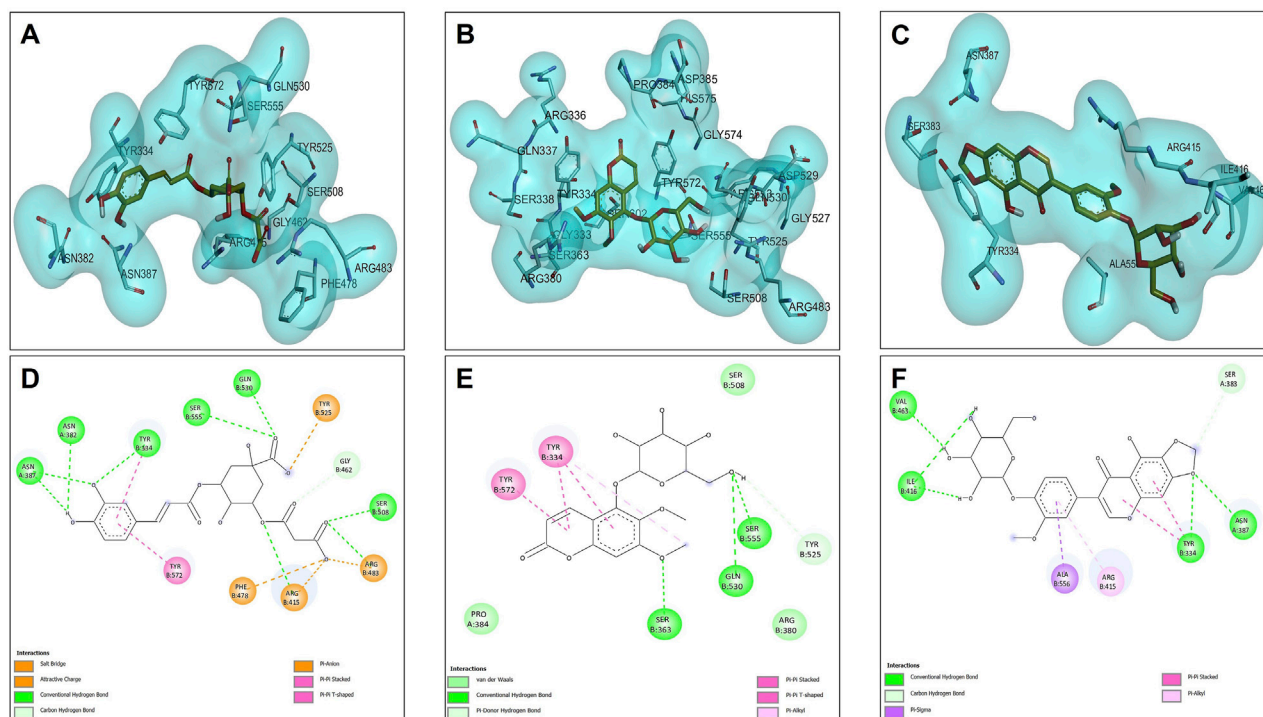 A
TYR572
GLN530
SER555
TYR334
TYR525
SER508
GLY462
ARG415
ASN382
ASN387
ARG483
PHE478
B
PRO384
ASP385
HIS575
ARG336
GLY574
GLN337
ASP529
TYR572
SER338
TYR334
GLN530
GLY527
SER602
GLY333
SER555
SER363
TYR525
ARG380
SER508
ARG483
C
ASN387
SER383
ARG415
ILE416
TYR334
D
GLN
B:530
SER
B:555
TYR
B:525
ASN
A:382
TYR
B:334
GLY
B:462
ASN
A:387
SER
B:508
TYR
B:572
PHE
B:478
ARG
B:415
ARG
B:483
Interactions
Salt Bridge
Attractive Charge
Conventional Hydrogen Bond
Carbon Hydrogen Bond
Pi-Anion
Pi-Pi Stacked
Pi-Pi T-shaped
E
SER
B:508
TYR
B:334
TYR
B:572
SER
B:555
TYR
B:525
GLN
B:530
PRO
A:384
SER
B:363
ARG
B:380
Interactions
van der Waals
Conventional Hydrogen Bond
Pi-Donor Hydrogen Bond
Pi-Pi Stacked
Pi-Pi T-shaped
Pi-Alkyl
F
SER
A:383
VAL
B:463
ILE
B:416
ASN
B:387
TYR
B:334
ALA
B:556
ARG
B:415
Interactions
Conventional Hydrogen Bond
Carbon Hydrogen Bond
Pi-Sigma
Pi-Pi Stacked
Pi-Alkyl